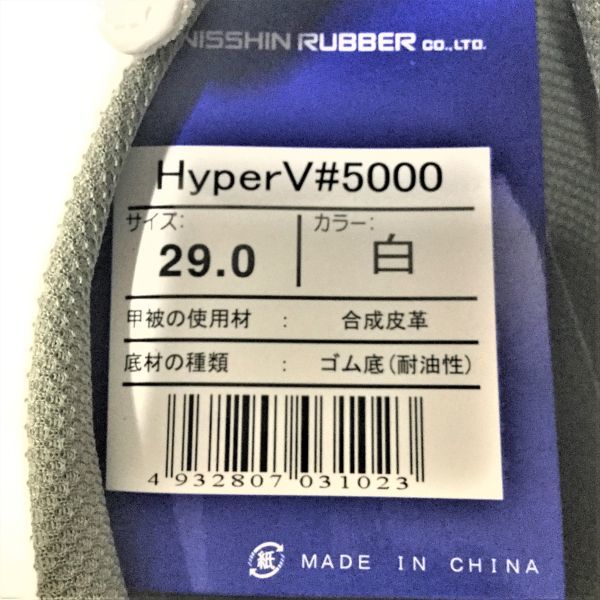 NISSHIN RUBBER CO.,LTD.
HyperV#5000
サイズ: カラー:
29.0 白
甲被の使用材 : 合成皮革
底材の種類 : ゴム底(耐油性)
4 932807 031023
紙 MADE IN CHINA